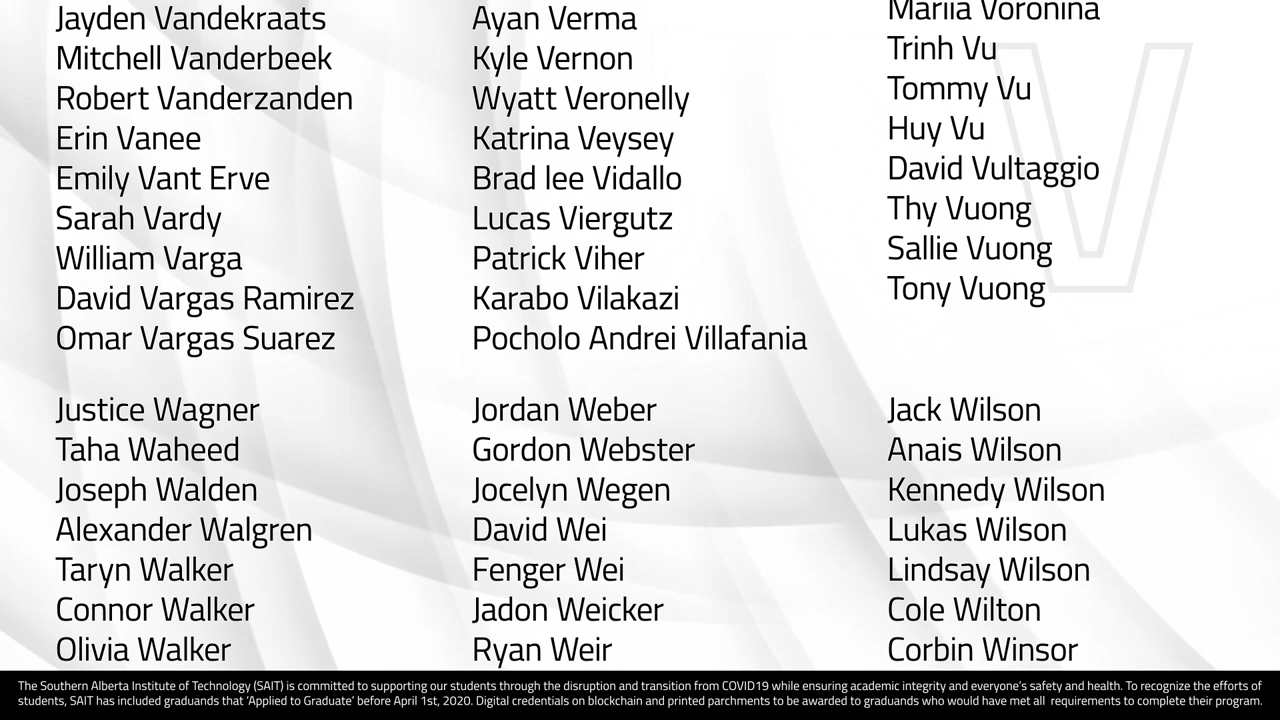 Jayden Vandekraats
Mitchell Vanderbeek
Robert Vanderzanden
Erin Vanee
Emily Vant Erve
Sarah Vardy
William Varga
David Vargas Ramirez
Omar Vargas Suarez
Ayan Verma
Kyle Vernon
Wyatt Veronelly
Katrina Veysey
Brad lee Vidallo
Lucas Viergutz
Patrick Viher
Karabo Vilakazi
Pocholo Andrei Villafania
Mariia Voronina
Trinh Vu
Tommy Vu
Huy Vu
David Vultaggio
Thy Vuong
Sallie Vuong
Tony Vuong
V
Justice Wagner
Taha Waheed
Joseph Walden
Alexander Walgren
Taryn Walker
Connor Walker
Olivia Walker
Jordan Weber
Gordon Webster
Jocelyn Wegen
David Wei
Fenger Wei
Jadon Weicker
Ryan Weir
Jack Wilson
Anais Wilson
Kennedy Wilson
Lukas Wilson
Lindsay Wilson
Cole Wilton
Corbin Winsor
The Southern Alberta Institute of Technology (SAIT) is committed to supporting our students through the disruption and transition from COVID19 while ensuring academic integrity and everyone's safety and health. To recognize the efforts of
students, SAIT has included graduands that 'Applied to Graduate' before April 1st, 2020. Digital credentials on blockchain and printed parchments to be awarded to graduands who would have met all requirements to complete their program.